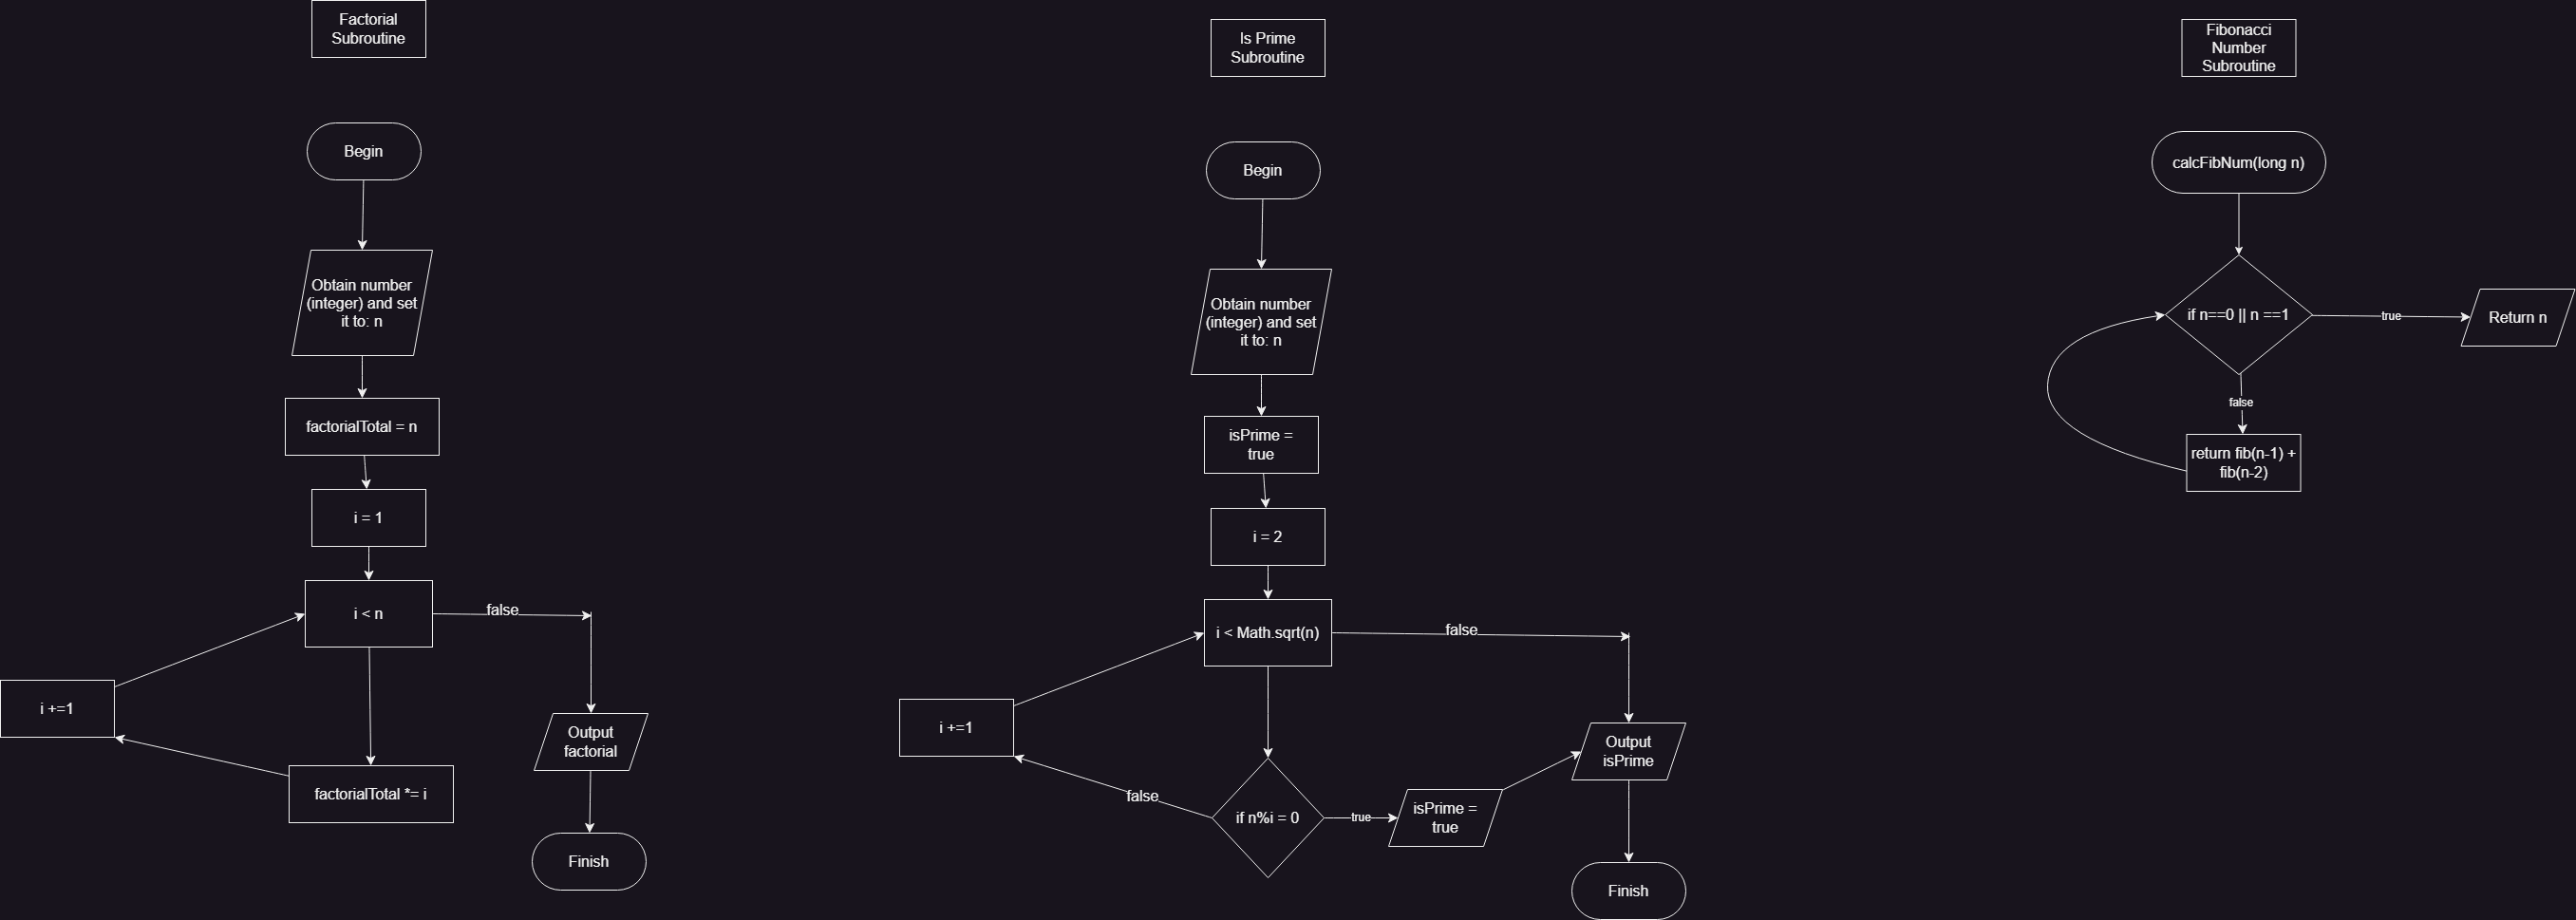 Factorial
Subroutine
Begin
Obtain number
(integer) and set
it to: n
factorialTotal = n
i = 1
i < n
false
i +=1
factorialTotal *= i
Output
factorial
Finish
Is Prime
Subroutine
Begin
Obtain number
(integer) and set
it to: n
isPrime =
true
i = 2
i < Math.sqrt(n)
false
i +=1
false
if n%i = 0
true
isPrime =
true
Output
isPrime
Finish
Fibonacci
Number
Subroutine
calcFibNum(long n)
if n==0 || n ==1
true
Return n
false
return fib(n-1) +
fib(n-2)